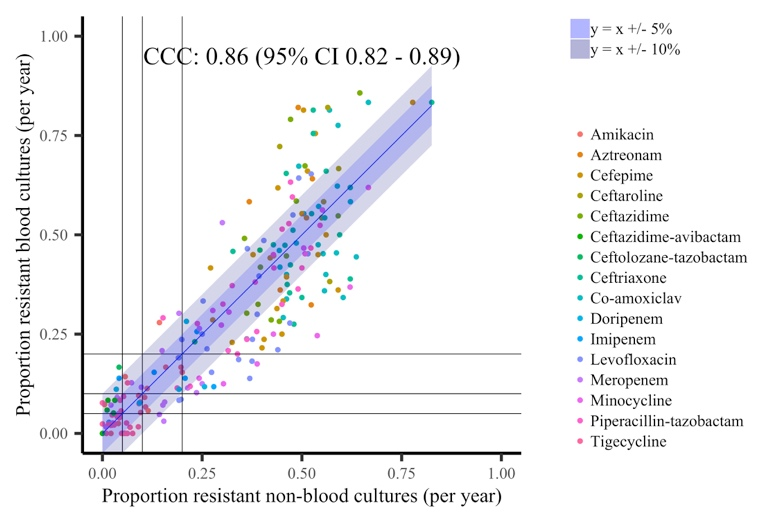 CCC: 0.86 (95% CI 0.82 - 0.89)
Proportion resistant blood cultures (per year)
1.00
0.75
0.50
0.25
0.00
0.00 0.25 0.50 0.75 1.00
Proportion resistant non-blood cultures (per year)
y = x +/- 5%
y = x +/- 10%
Amikacin
Aztreonam
Cefepime
Ceftaroline
Ceftazidime
Ceftazidime-avibactam
Ceftolozane-tazobactam
Ceftriaxone
Co-amoxiclav
Doripenem
Imipenem
Levofloxacin
Meropenem
Minocycline
Piperacillin-tazobactam
Tigecycline